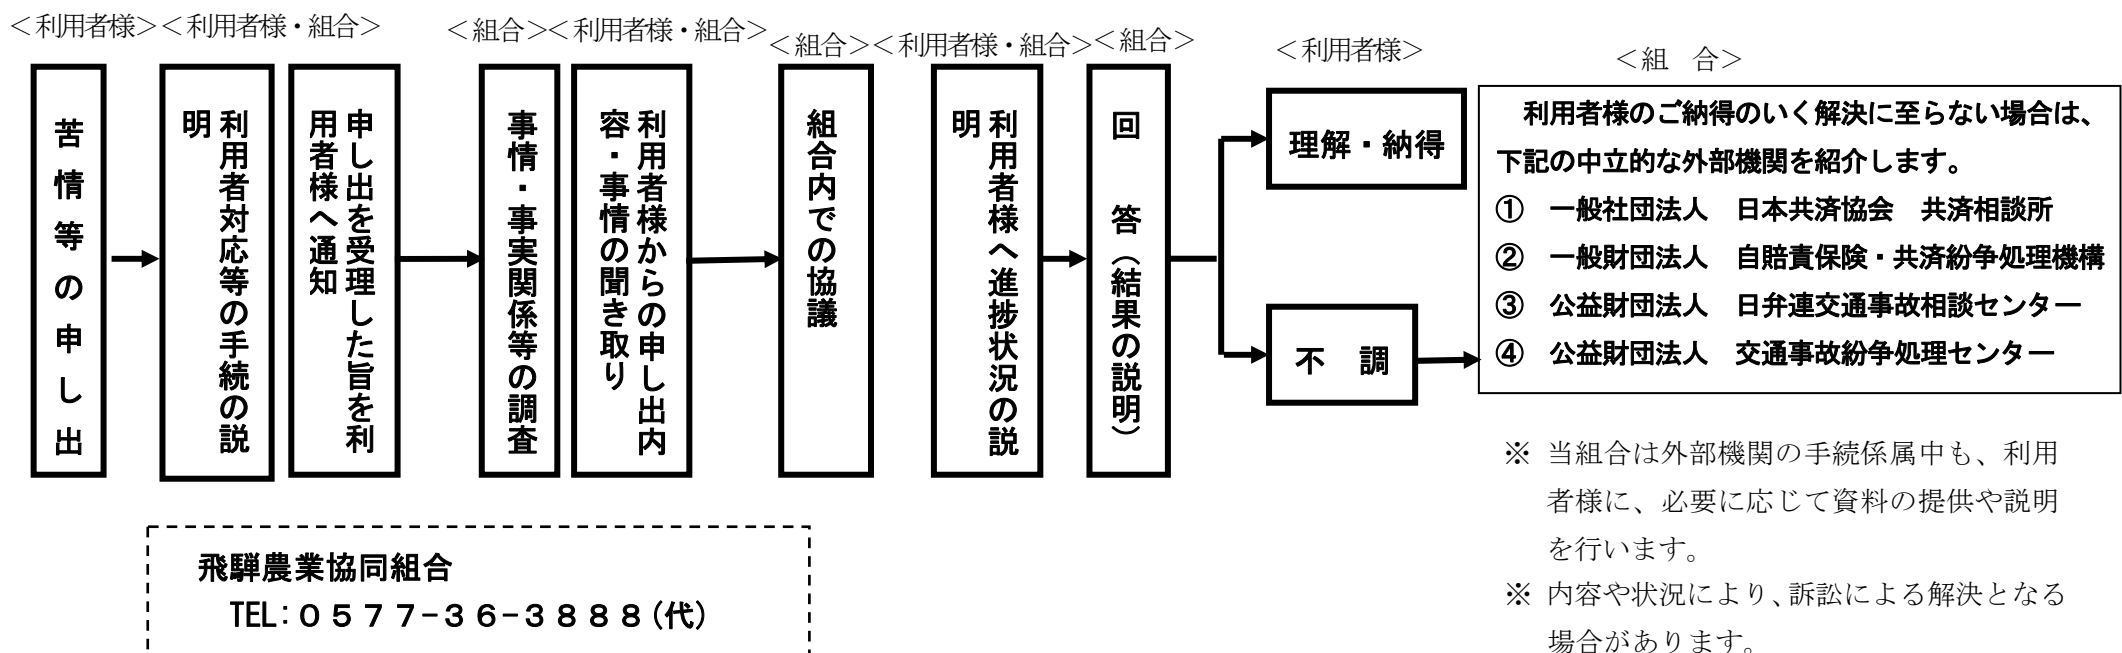 ＜利用者様＞
＜利用者様・組合＞
＜組合＞
＜利用者様・組合＞
＜組合＞
＜利用者様・組合＞
＜組合＞
＜利用者様＞
＜組　合＞
苦情等の申し出
利用者対応等の手続の説
明
申し出を受理した旨を利
用者様へ通知
事情・事実関係等の調査
利用者様からの申し出内
容・事情の聞き取り
組合内での協議
利用者様へ進捗状況の説
明
回　答（結果の説明）
理解・納得
不　調
利用者様のご納得のいく解決に至らない場合は、
下記の中立的な外部機関を紹介します。
①　一般社団法人　日本共済協会　共済相談所
②　一般財団法人　自賠責保険・共済紛争処理機構
③　公益財団法人　日弁連交通事故相談センター
④　公益財団法人　交通事故紛争処理センター
※ 当組合は外部機関の手続係属中も、利用
者様に、必要に応じて資料の提供や説明
を行います。
※ 内容や状況により、訴訟による解決となる
場合があります。
飛騨農業協同組合
TEL:０５７７-３６-３８８８(代)